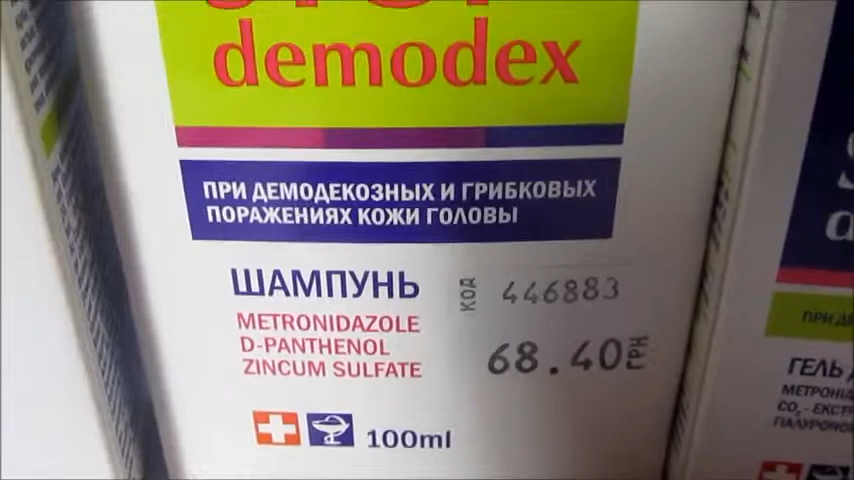 demodex
ПРИ ДЕМОДЕКОЗНЫХ И ГРИБКОВЫХ
ПОРАЖЕНИЯХ КОЖИ ГОЛОВЫ
ШАМПУНЬ
METRONIDAZOLE
D-PANTHENOL
ZINCUM SULFATE
100ml
КОД 446883
68.40 ГРН
ГЕЛЬ